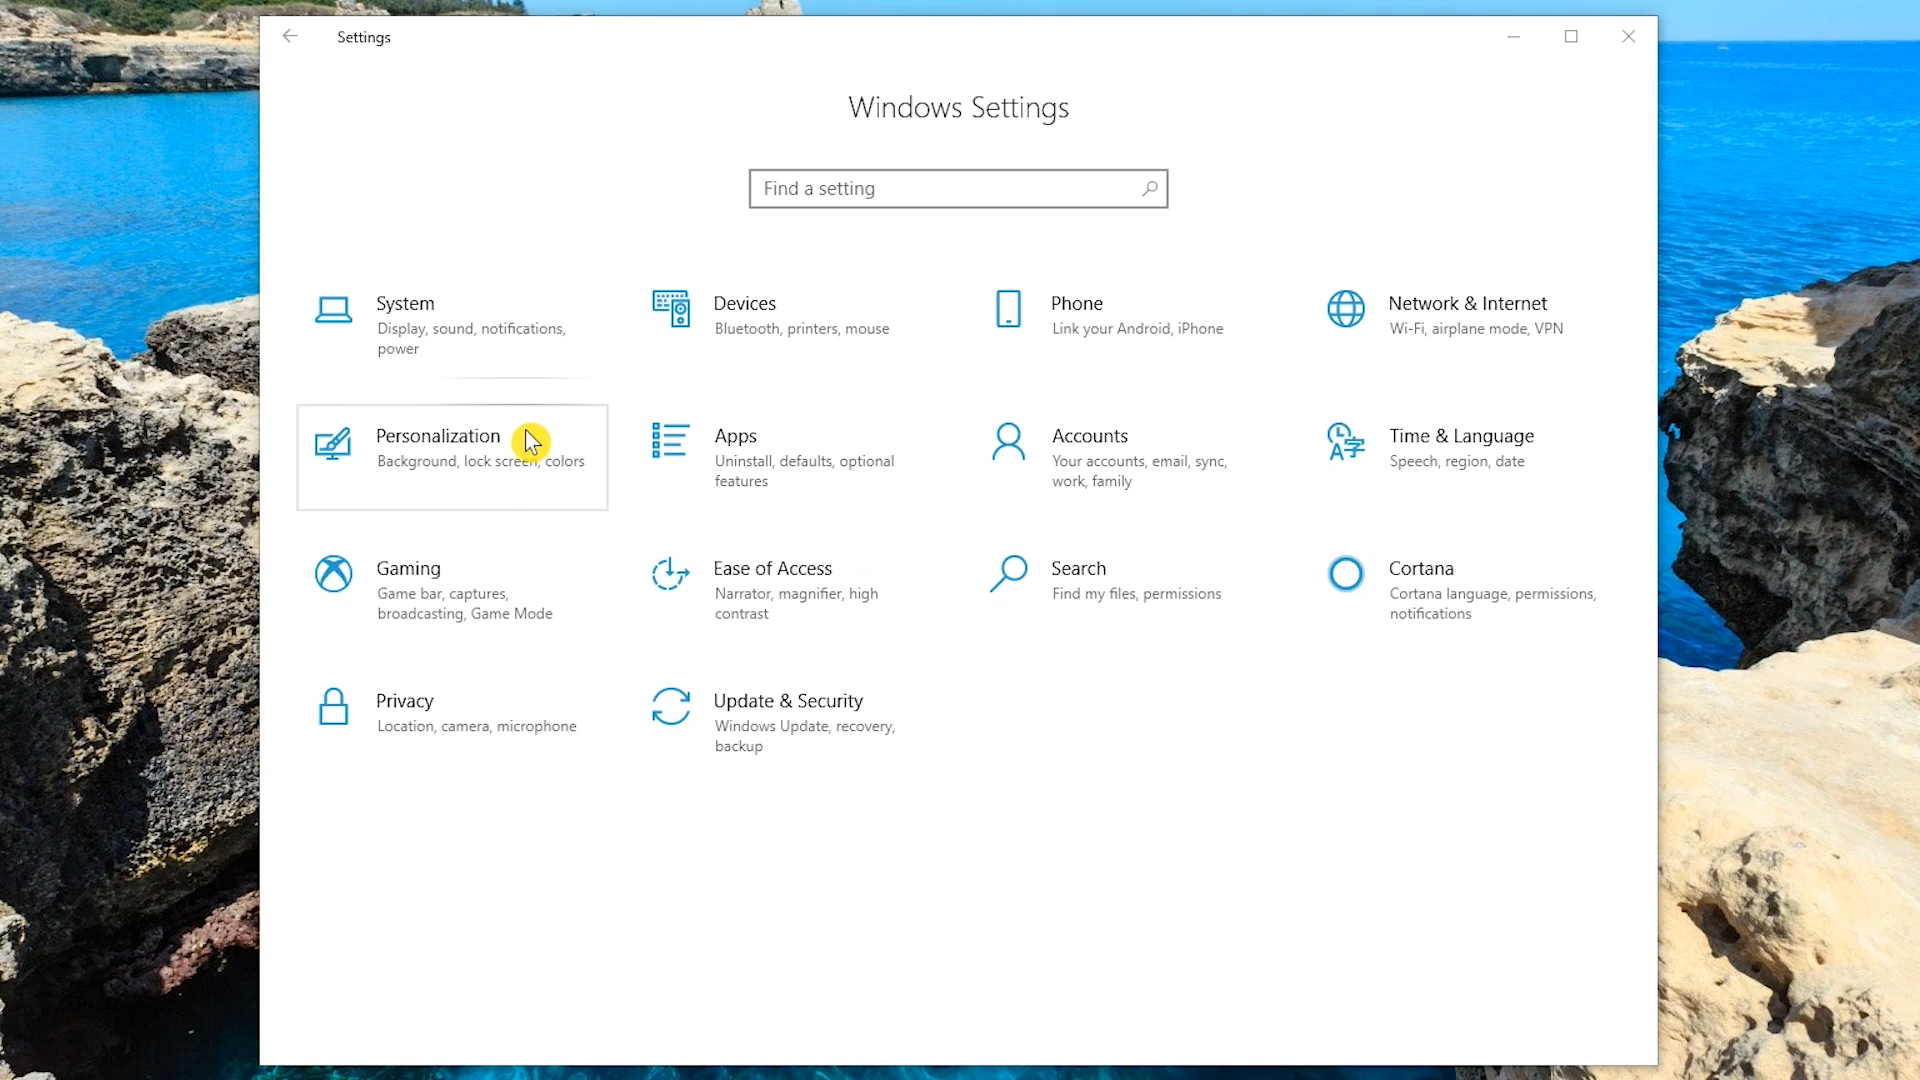 Settings
Windows Settings
Find a setting
System
Display, sound, notifications,
power
Devices
Bluetooth, printers, mouse
Phone
Link your Android, iPhone
Network & Internet
Wi-Fi, airplane mode, VPN
Personalization
Background, lock screen, colors
Apps
Uninstall, defaults, optional
features
Accounts
Your accounts, email, sync,
work, family
Time & Language
Speech, region, date
Gaming
Game bar, captures,
broadcasting, Game Mode
Ease of Access
Narrator, magnifier, high
contrast
Search
Find my files, permissions
Cortana
Cortana language, permissions,
notifications
Privacy
Location, camera, microphone
Update & Security
Windows Update, recovery,
backup